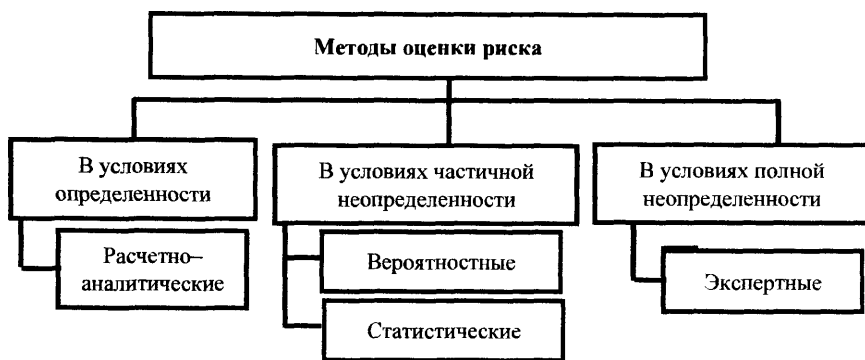 Методы оценки риска
В условиях
определенности
В условиях частичной
неопределенности
В условиях полной
неопределенности
Расчетно–
аналитические
Вероятностные
Статистические
Экспертные